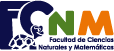 FCNM
Facultad de Ciencias
Naturales y Matemáticas